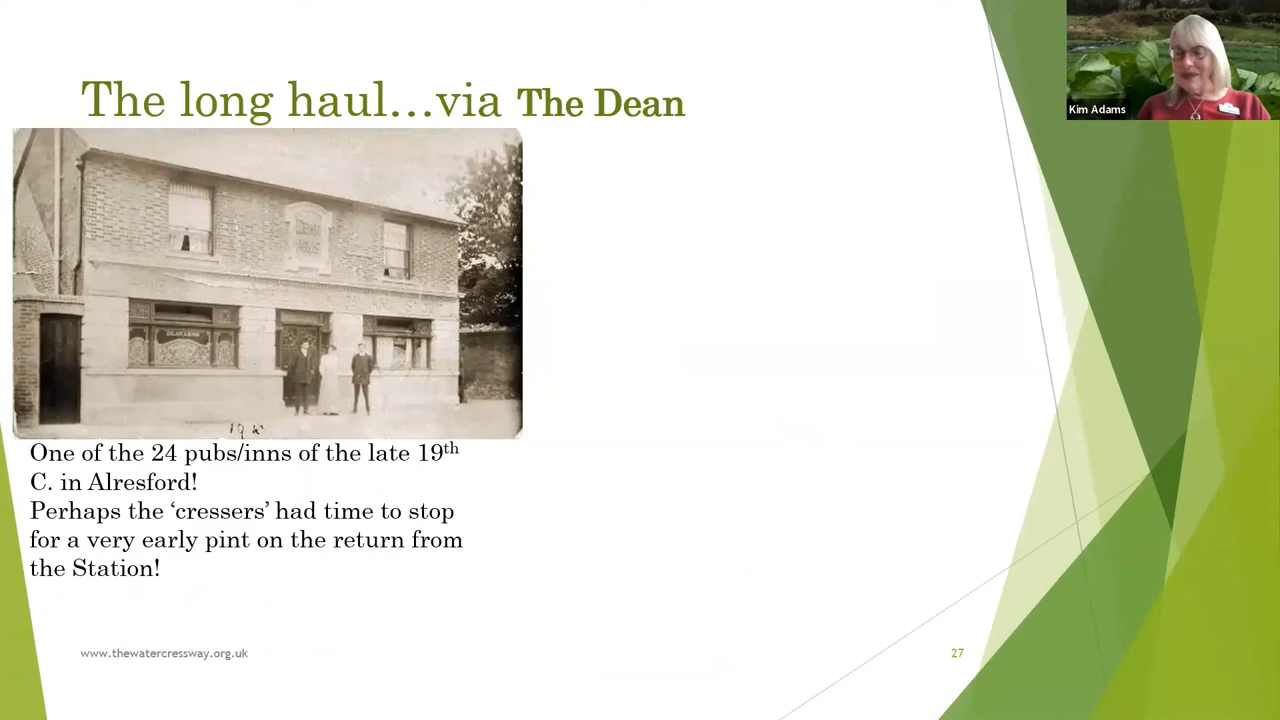 Kim Adams
The long haul...via The Dean
DEAN ARMS
One of the 24 pubs/inns of the late 19th
C. in Alresford!
Perhaps the ‘cressers’ had time to stop
for a very early pint on the return from
the Station!
www.thewatercressway.org.uk
27